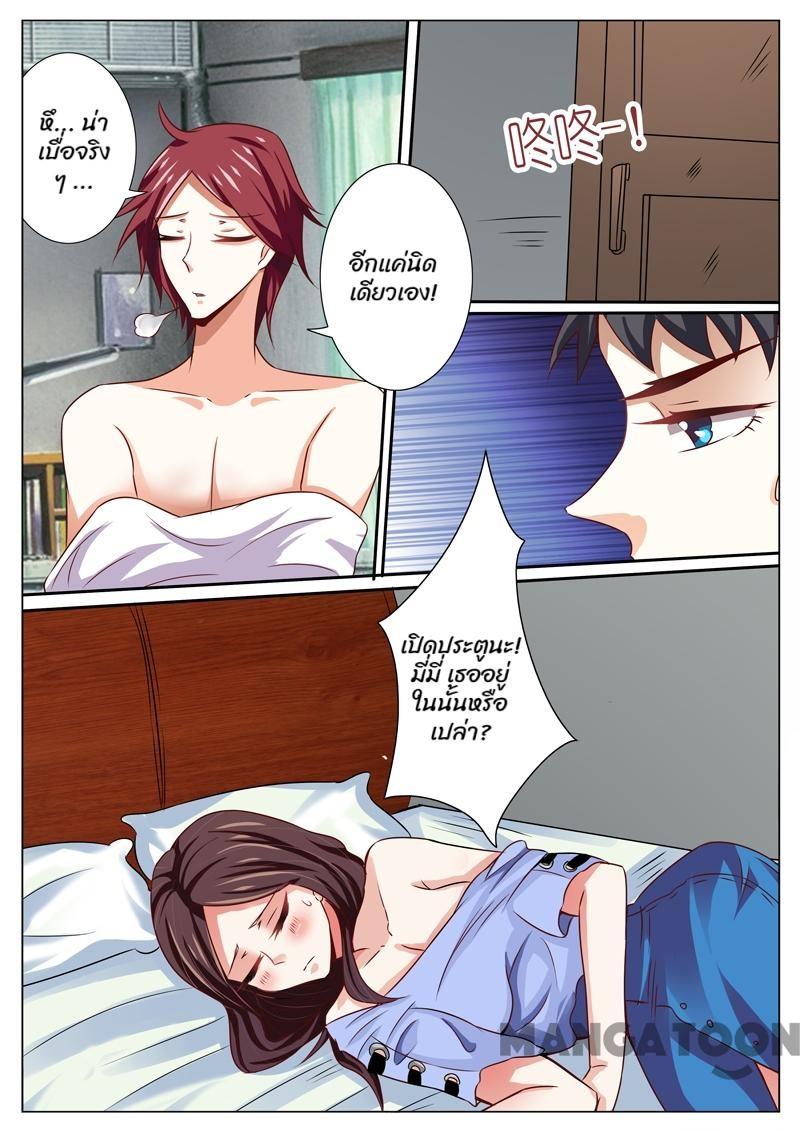 หึ... น่า
เบื่อจริง
ๆ ...
อีกแค่นิด
เดียวเอง!
咚咚-!
เปิดประตูนะ!
มี่มี่ เธออยู่
ในนั้นหรือ
เปล่า?
MANGATOON